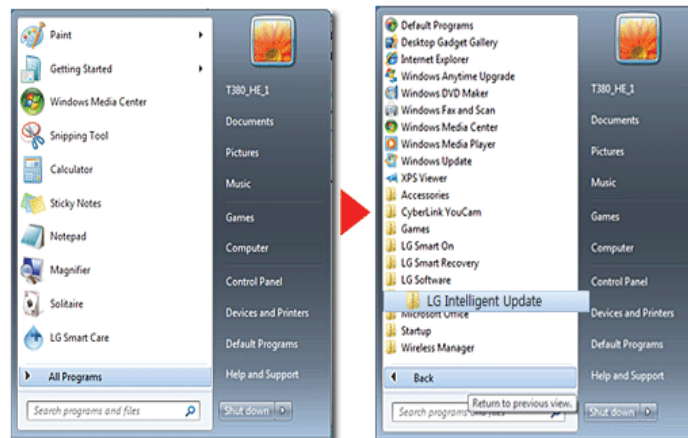 Paint
Getting Started
Windows Media Center
Snipping Tool
Calculator
Sticky Notes
Notepad
Magnifier
Solitaire
LG Smart Care
All Programs
Search programs and files
T380_HE_1
Documents
Pictures
Music
Games
Computer
Control Panel
Devices and Printers
Default Programs
Help and Support
Shut down
Default Programs
Desktop Gadget Gallery
Internet Explorer
Windows Anytime Upgrade
Windows DVD Maker
Windows Fax and Scan
Windows Media Center
Windows Media Player
Windows Update
XPS Viewer
Accessories
CyberLink YouCam
Games
LG Smart On
LG Smart Recovery
LG Software
LG Intelligent Update
Microsoft Office
Startup
Wireless Manager
Back
Search programs and files
Return to previous view.
T380_HE_1
Documents
Pictures
Music
Games
Computer
Control Panel
Devices and Printers
Default Programs
Help and Support
Shut down